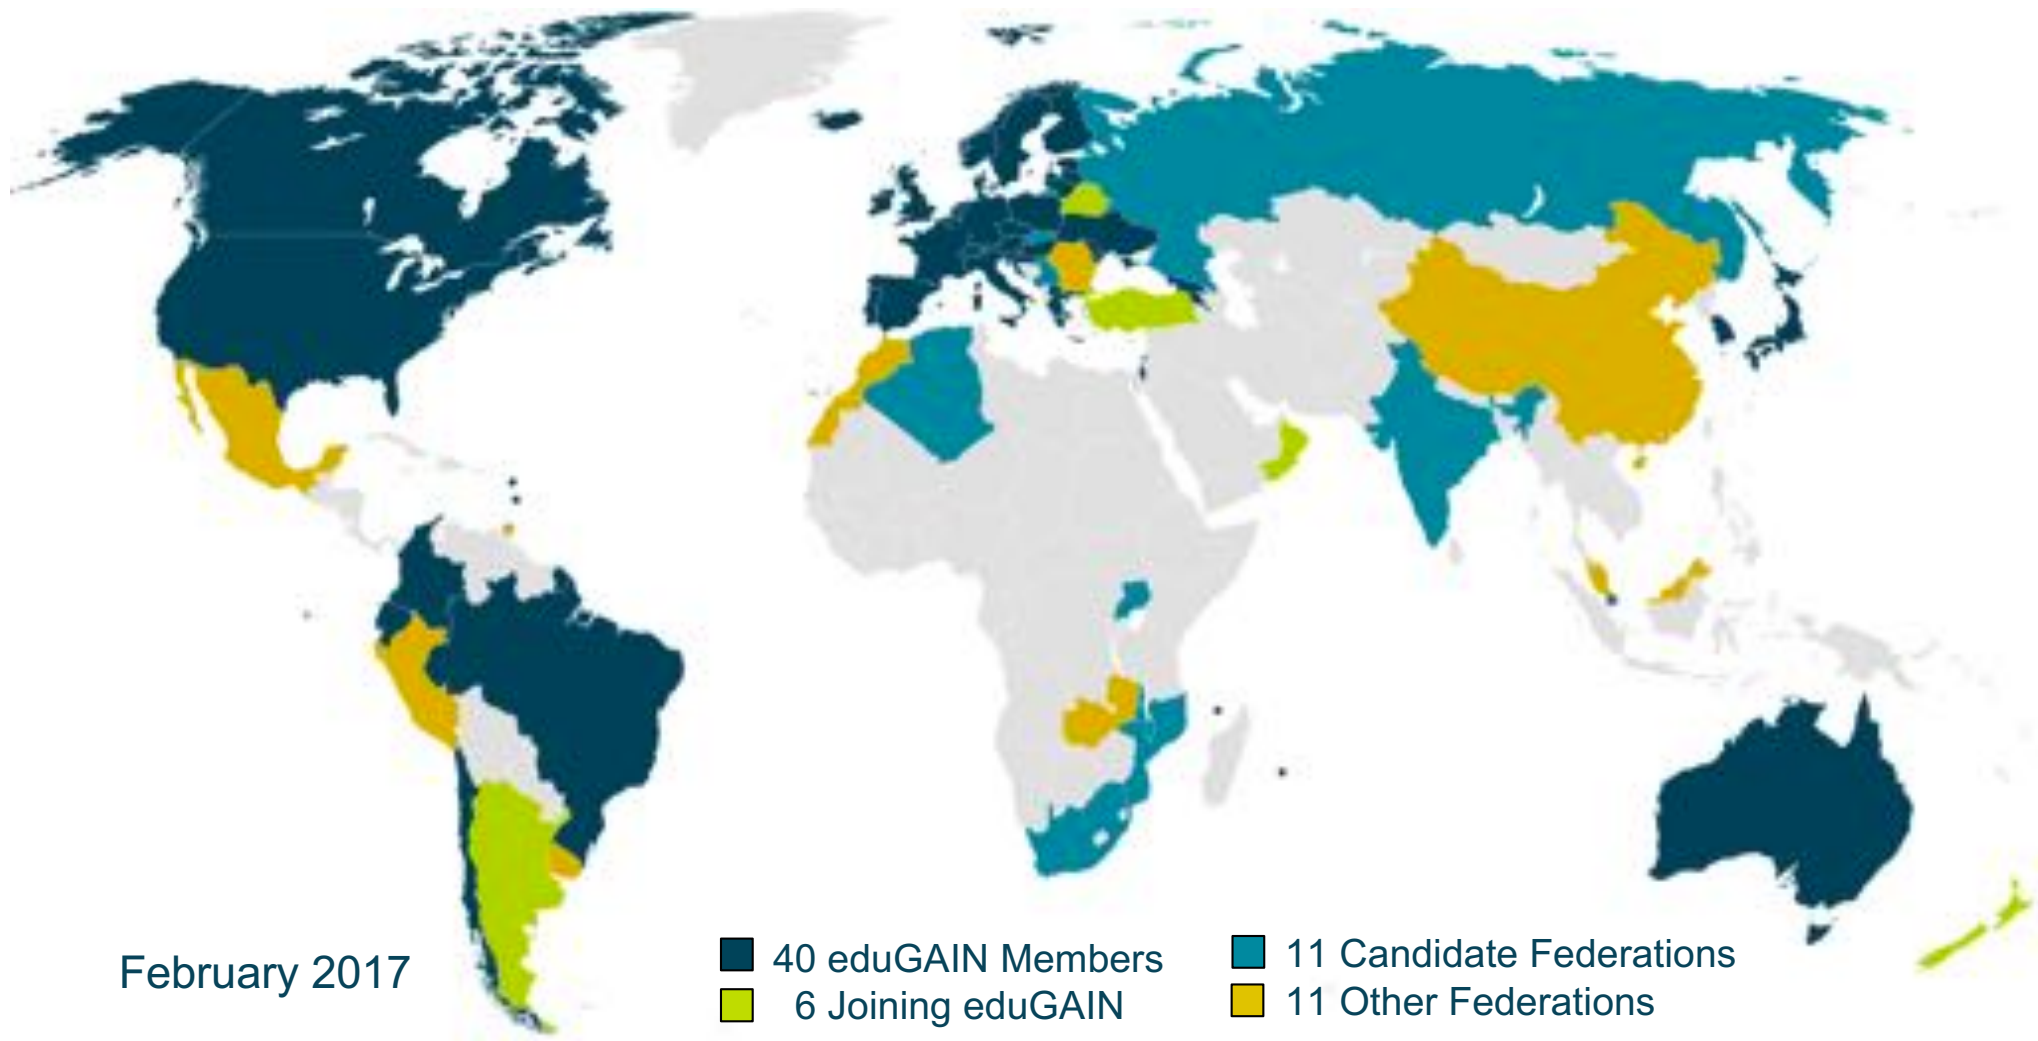 February 2017
40 eduGAIN Members
6 Joining eduGAIN
11 Candidate Federations
11 Other Federations